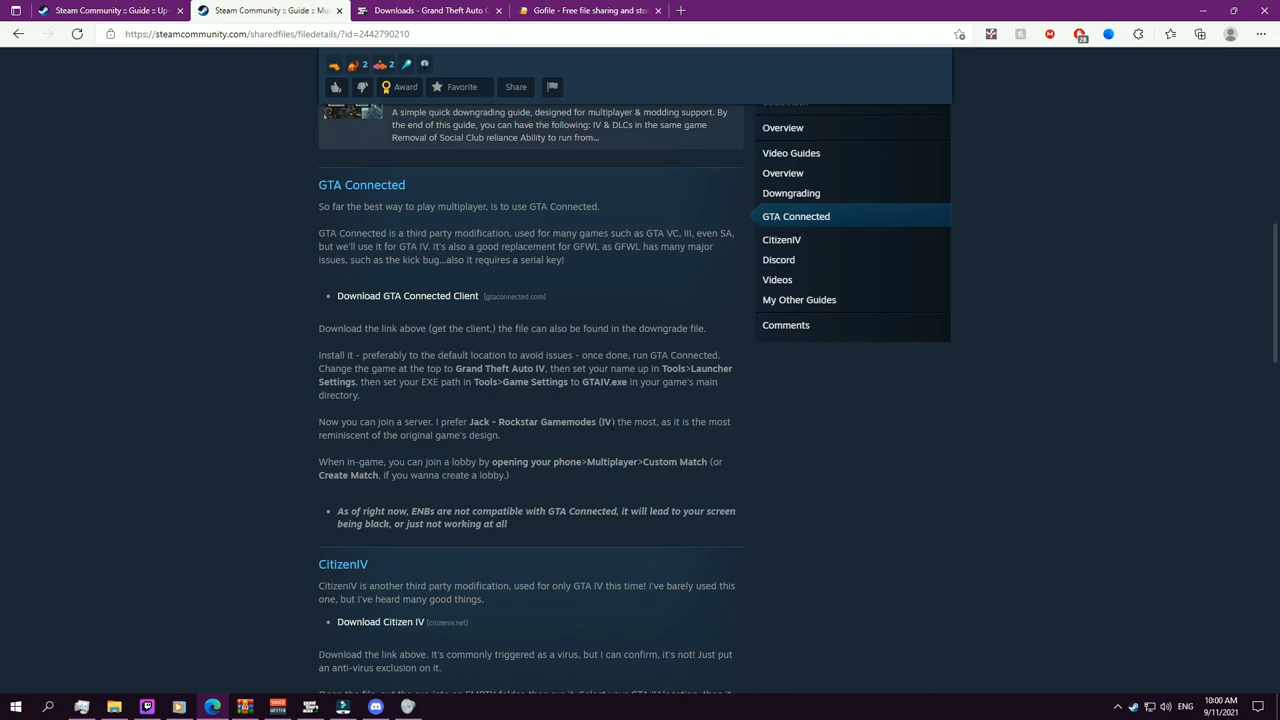 Steam Community :: Guide :: Up
Steam Community :: Guide :: Mu
Downloads - Grand Theft Auto C
Gofile - Free file sharing and sto
https://steamcommunity.com/sharedfiles/filedetails/?id=2442790210
28
2
2
Award
Favorite
Share
A simple quick downgrading guide, designed for multiplayer & modding support. By
the end of this guide, you can have the following: IV & DLCs in the same game
Removal of Social Club reliance Ability to run from...
Overview
Video Guides
Overview
Downgrading
GTA Connected
CitizenIV
Discord
Videos
My Other Guides
Comments
GTA Connected
So far the best way to play multiplayer, is to use GTA Connected.
GTA Connected is a third party modification, used for many games such as GTA VC, III, even SA,
but we'll use it for GTA IV. It's also a good replacement for GFWL as GFWL has many major
issues, such as the kick bug...also it requires a serial key!
Download GTA Connected Client [gtaconnected.com]
Download the link above (get the client,) the file can also be found in the downgrade file.
Install it - preferably to the default location to avoid issues - once done, run GTA Connected.
Change the game at the top to Grand Theft Auto IV, then set your name up in Tools>Launcher
Settings, then set your EXE path in Tools>Game Settings to GTAIV.exe in your game's main
directory.
Now you can join a server. I prefer Jack - Rockstar Gamemodes (IV) the most, as it is the most
reminiscent of the original game's design.
When in-game, you can join a lobby by opening your phone>Multiplayer>Custom Match (or
Create Match, if you wanna create a lobby.)
As of right now, ENBs are not compatible with GTA Connected, it will lead to your screen
being black, or just not working at all
CitizenIV
CitizenIV is another third party modification, used for only GTA IV this time! I've barely used this
one, but I've heard many good things.
Download Citizen IV [citizeniv.net]
Download the link above. It's commonly triggered as a virus, but I can confirm, it's not! Just put
an anti-virus exclusion on it.
ENG
10:00 AM
9/11/2021